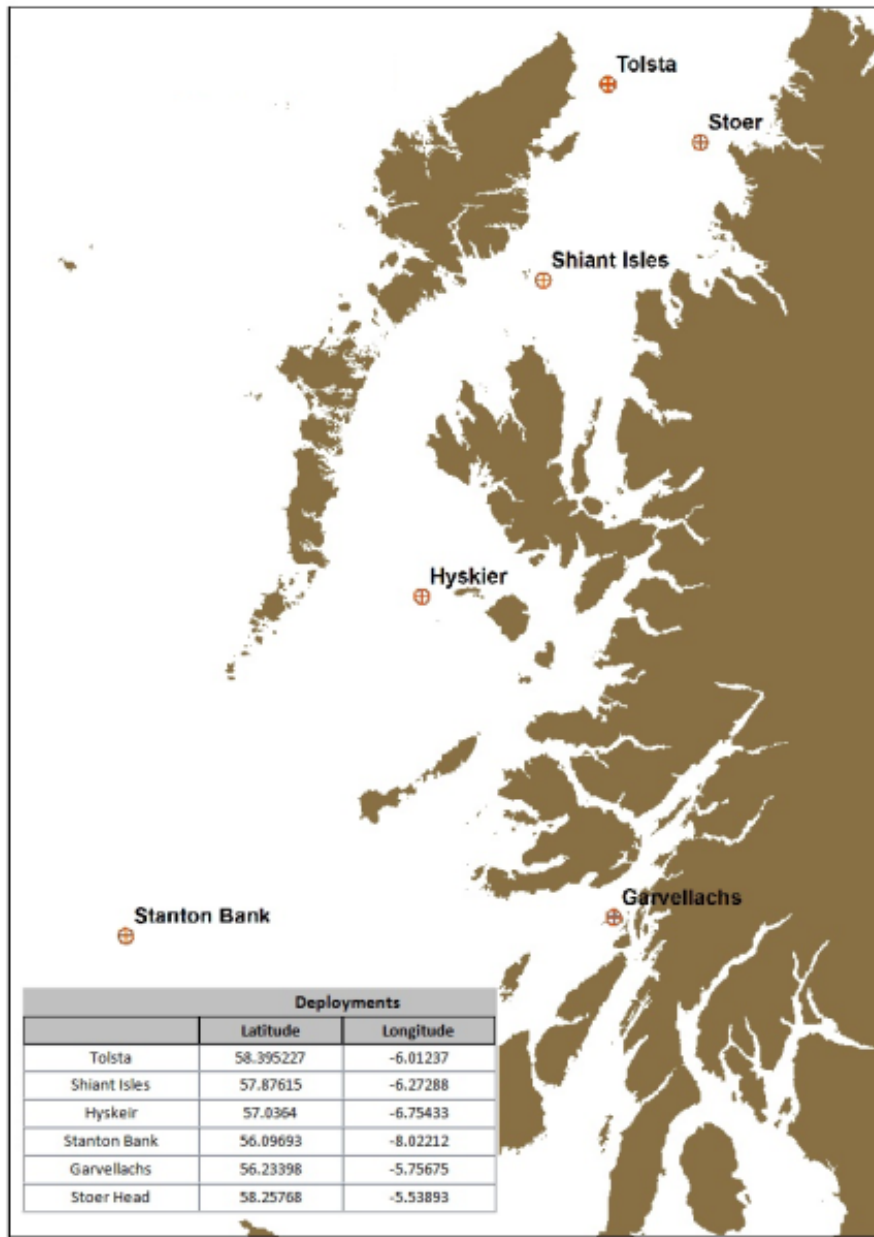 Tolsta
Stoer
Shiant Isles
Hyskier
Garvellachs
Stanton Bank
Deployments
Latitude Longitude
Tolsta 58.395227 -6.01237
Shiant Isles 57.87615 -6.27288
Hyskeir 57.0364 -6.75433
Stanton Bank 56.09693 -8.02212
Garvellachs 56.23398 -5.75675
Stoer Head 58.25768 -5.53893